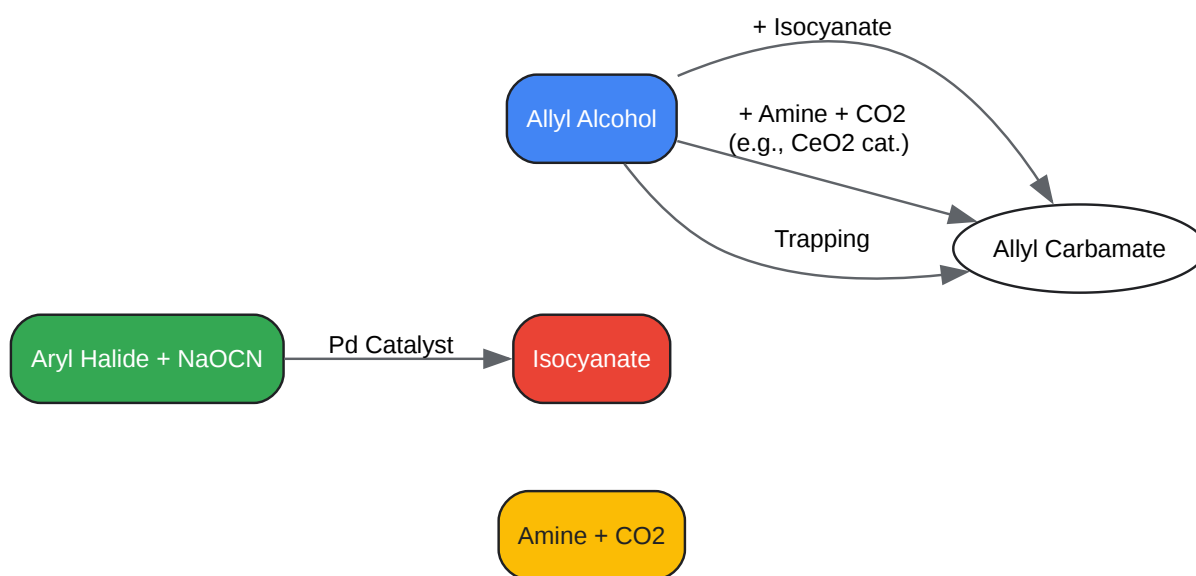 + Isocyanate
Allyl Alcohol
+ Amine + CO2
(e.g., CeO2 cat.)
Trapping
Allyl Carbamate
Aryl Halide + NaOCN
Pd Catalyst
Isocyanate
Amine + CO2